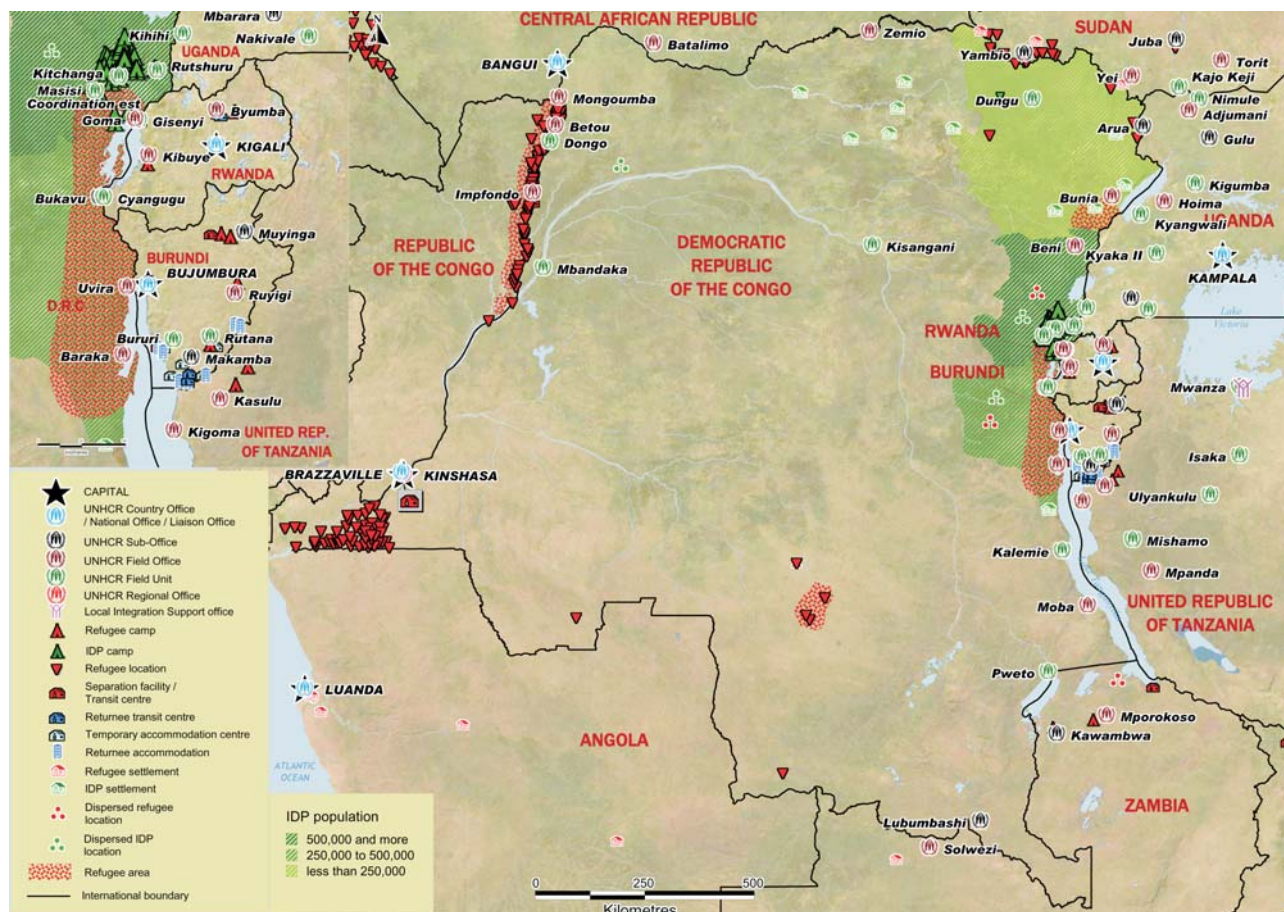 Mbarara
Kihihi
Nakivale
UGANDA
Kitchanga
Rutshuru
Masisi
Coordination est
Goma
Gisenyi
Byumba
Kibuye
KIGALI
RWANDA
Bukavu
Cyangugu
Muyinga
BURUNDI
BUJUMBURA
Uvira
Ruyigi
D.R.C
Bururi
Rutana
Baraka
Makamba
Kasulu
Kigoma
UNITED REP.
OF TANZANIA
CENTRAL AFRICAN REPUBLIC
SUDAN
N
BANGUI
Batalimo
Zemio
Yambio
Juba
Torit
Yei
Kajo Keji
Mongoumba
Dungu
Nimule
Adjumani
Betou
Dongo
Arua
Gulu
Impfondo
Bunia
Kigumba
Hoima
UGANDA
Kyangwali
REPUBLIC
OF THE CONGO
DEMOCRATIC
REPUBLIC
OF THE CONGO
Kisangani
Beni
Kyaka II
KAMPALA
Mbandaka
Lake
Victoria
RWANDA
BURUNDI
Mwanza
BRAZZAVILLE
KINSHASA
Isaka
Ulyankulu
Kalemie
Mishamo
Mpanda
Moba
UNITED REPUBLIC
OF TANZANIA
Pweto
LUANDA
Mporokoso
Kawambwa
ANGOLA
ATLANTIC
OCEAN
ZAMBIA
Lubumbashi
Solwezi
CAPITAL
UNHCR Country Office
/ National Office / Liaison Office
UNHCR Sub-Office
UNHCR Field Office
UNHCR Field Unit
UNHCR Regional Office
Local Integration Support office
Refugee camp
IDP camp
Refugee location
Separation facility /
Transit centre
Returnee transit centre
Temporary accommodation centre
Returnee accommodation
Refugee settlement
IDP settlement
Dispersed refugee
location
Dispersed IDP
location
Refugee area
International boundary
IDP population
500,000 and more
250,000 to 500,000
less than 250,000
0 250 500
Kilometres